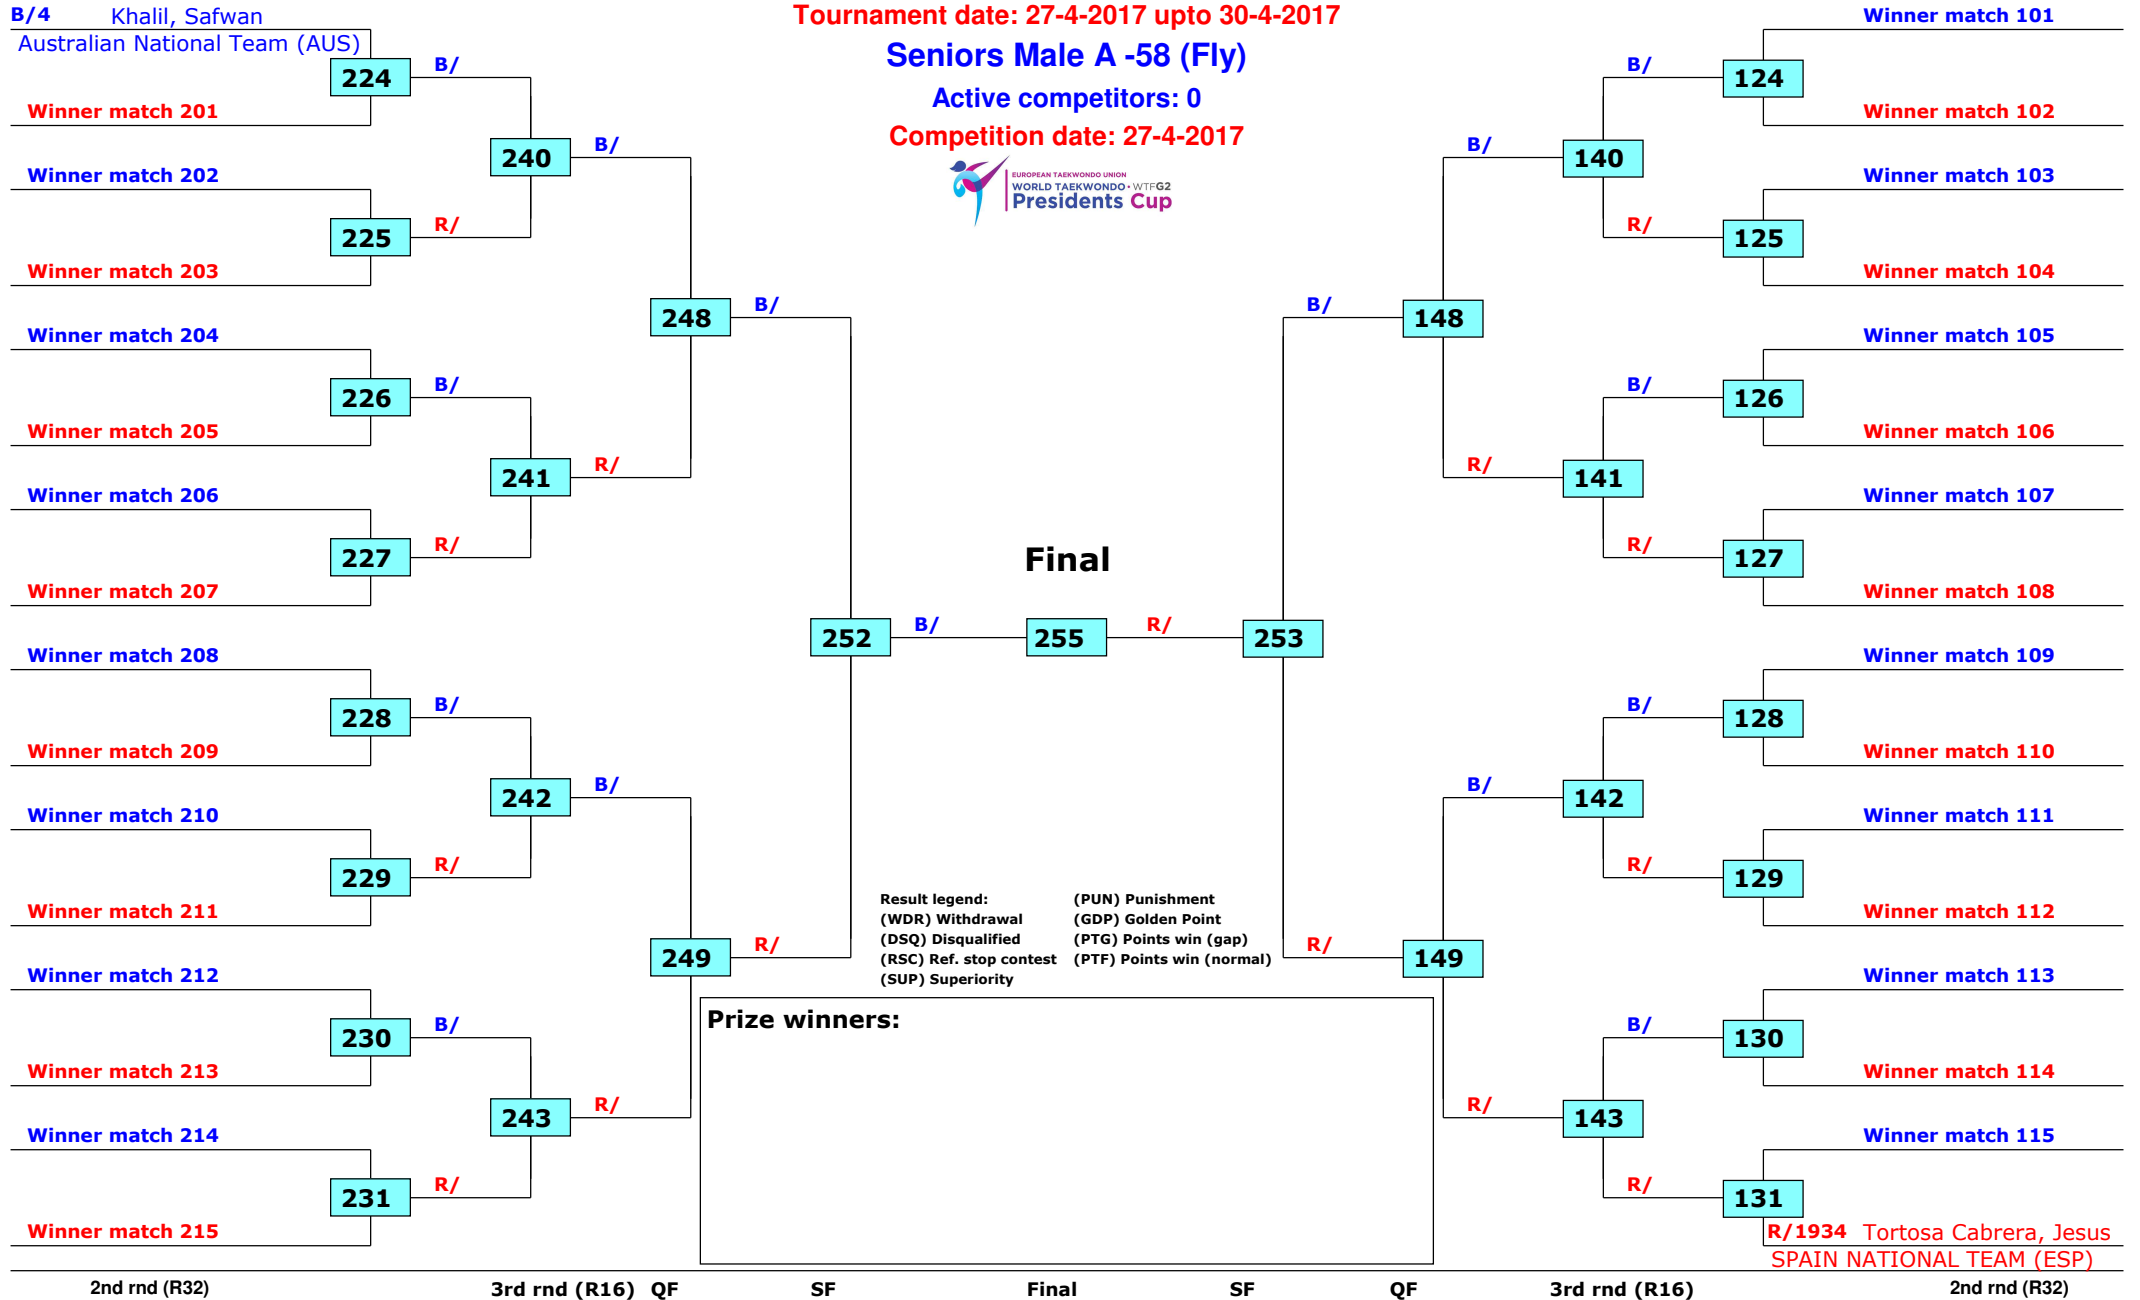 B/4 Khalil, Safwan
Australian National Team (AUS)
Winner match 201
Winner match 202
Winner match 203
Winner match 204
Winner match 205
Winner match 206
Winner match 207
Winner match 208
Winner match 209
Winner match 210
Winner match 211
Winner match 212
Winner match 213
Winner match 214
Winner match 215
224
225
226
227
228
229
230
231
B/
R/
B/
R/
B/
R/
B/
R/
240
241
242
243
B/
R/
B/
R/
248
249
B/
R/
252
B/
Tournament date: 27-4-2017 upto 30-4-2017
Seniors Male A -58 (Fly)
Active competitors: 0
Competition date: 27-4-2017
EUROPEAN TAEKWONDO UNION
WORLD TAEKWONDO • WTFG2
Presidents Cup
Final
255
R/
253
B/
R/
148
149
B/
R/
B/
R/
140
141
142
143
B/
R/
B/
R/
B/
R/
B/
R/
124
125
126
127
128
129
130
131
Winner match 101
Winner match 102
Winner match 103
Winner match 104
Winner match 105
Winner match 106
Winner match 107
Winner match 108
Winner match 109
Winner match 110
Winner match 111
Winner match 112
Winner match 113
Winner match 114
Winner match 115
R/1934 Tortosa Cabrera, Jesus
SPAIN NATIONAL TEAM (ESP)
Result legend: (PUN) Punishment
(WDR) Withdrawal (GDP) Golden Point
(DSQ) Disqualified (PTG) Points win (gap)
(RSC) Ref. stop contest (PTF) Points win (normal)
(SUP) Superiority
Prize winners:
2nd rnd (R32) 3rd rnd (R16) QF SF Final SF QF 3rd rnd (R16) 2nd rnd (R32)